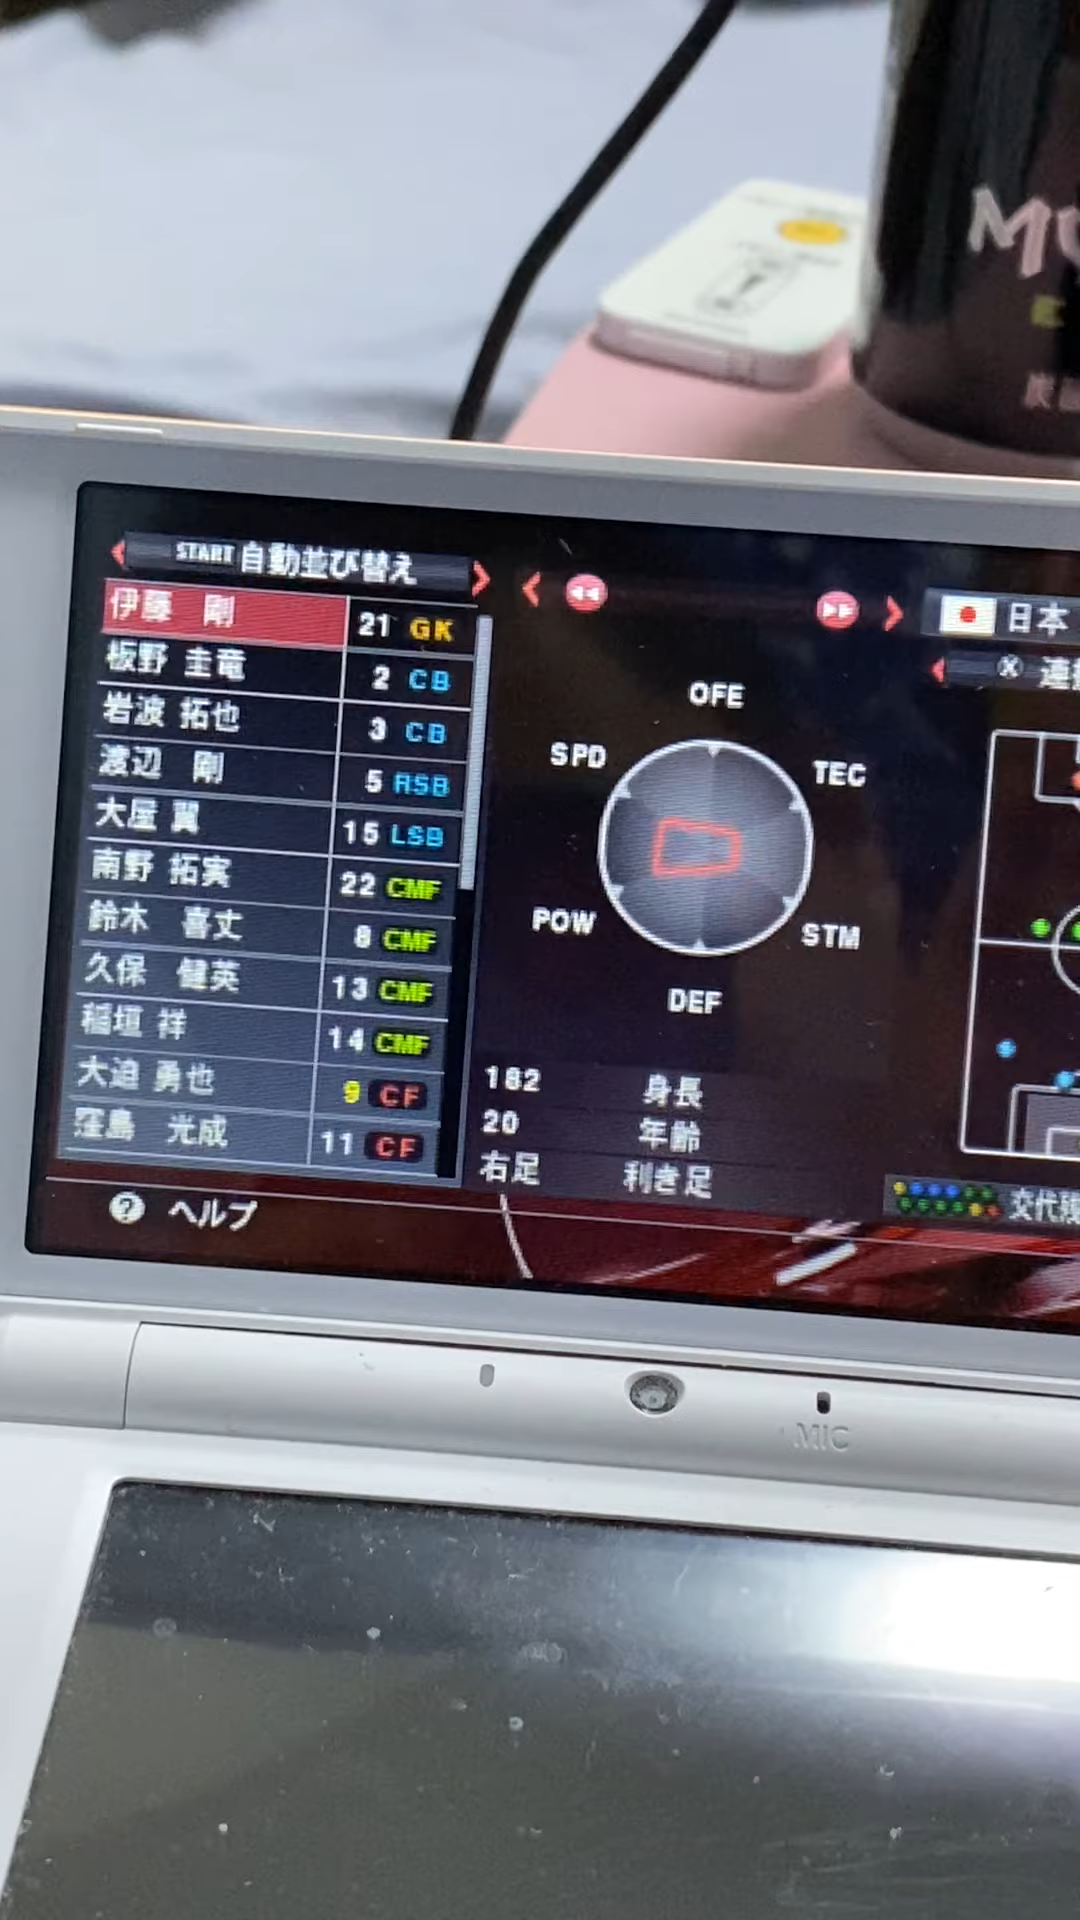 START 自動並び替え
伊藤 剛 21 GK
板野 圭竜 2 CB
岩波 拓也 3 CB
渡辺 剛 5 RSB
大屋 翼 15 LSB
南野 拓実 22 CMF
鈴木 喜丈 8 CMF
久保 健英 13 CMF
稲垣 祥 14 CMF
大迫 勇也 9 CF
窪島 光成 11 CF
OFE
SPD
TEC
POW
STM
DEF
182 身長
20 年齢
右足 利き足
日本
X 連
交代残
? ヘルプ
MIC